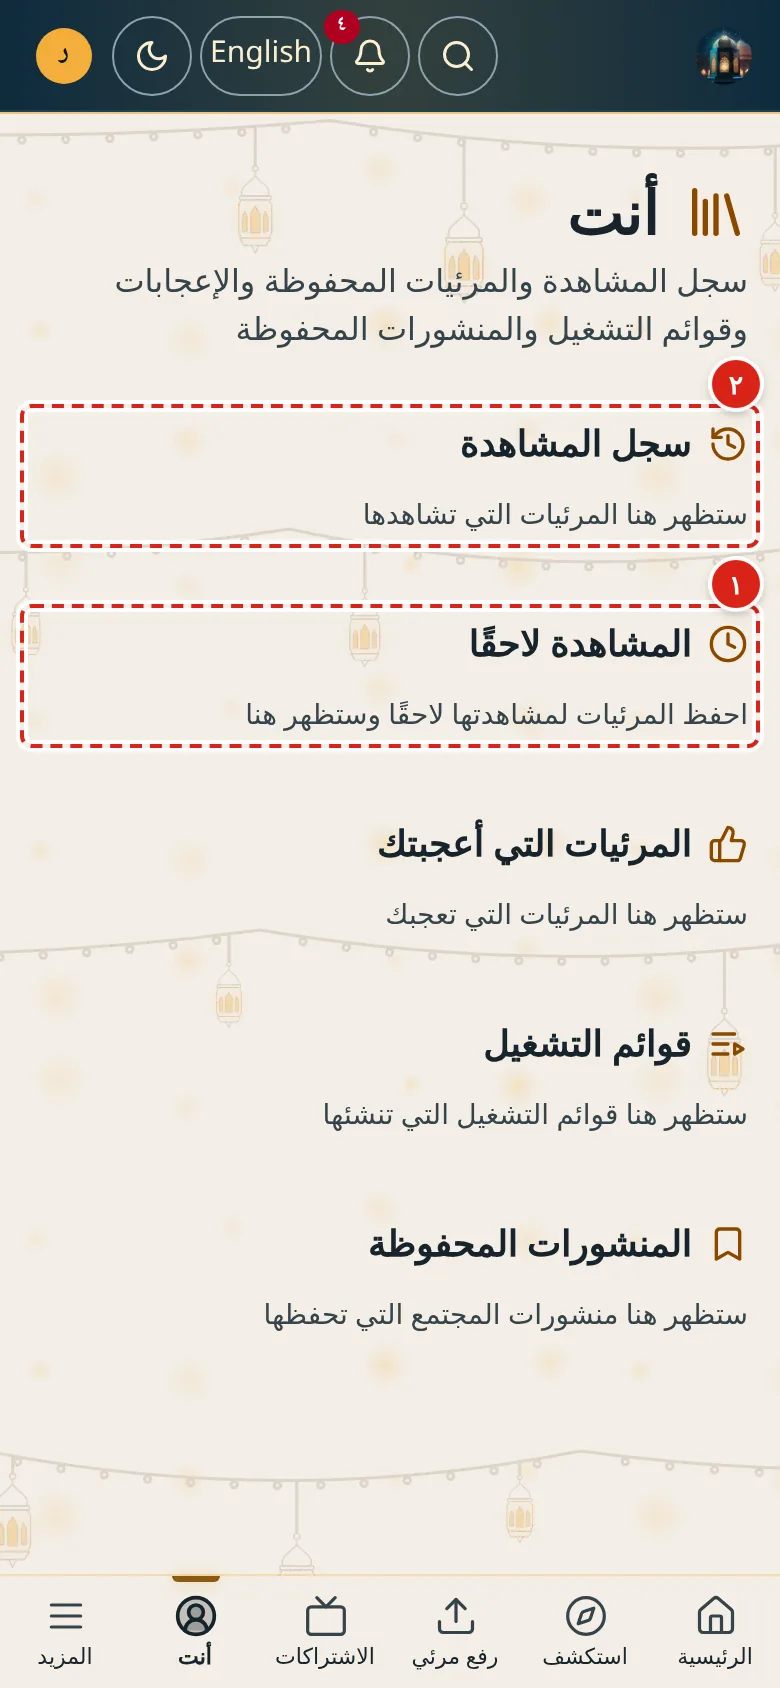 ر
English
٤
أنت
سجل المشاهدة والمرئيات المحفوظة والإعجابات
وقوائم التشغيل والمنشورات المحفوظة
٢
سجل المشاهدة
ستظهر هنا المرئيات التي تشاهدها
١
المشاهدة لاحقًا
احفظ المرئيات لمشاهدتها لاحقًا وستظهر هنا
المرئيات التي أعجبتك
ستظهر هنا المرئيات التي تعجبك
قوائم التشغيل
ستظهر هنا قوائم التشغيل التي تنشئها
المنشورات المحفوظة
ستظهر هنا منشورات المجتمع التي تحفظها
الرئيسية
استكشف
رفع مرئي
الاشتراكات
أنت
المزيد